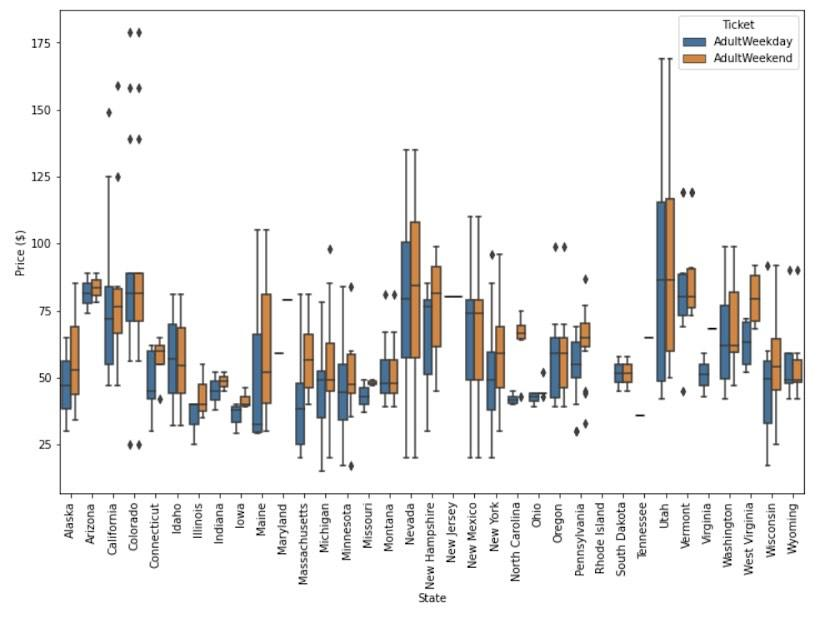 Ticket
AdultWeekday
AdultWeekend
Price ($)
175
150
125
100
75
50
25
Alaska
Arizona
California
Colorado
Connecticut
Idaho
Illinois
Indiana
Iowa
Maine
Maryland
Massachusetts
Michigan
Minnesota
Missouri
Montana
Nevada
New Hampshire
New Jersey
New Mexico
New York
North Carolina
Ohio
Oregon
Pennsylvania
Rhode Island
South Dakota
Tennessee
Utah
Vermont
Virginia
Washington
West Virginia
Wisconsin
Wyoming
State